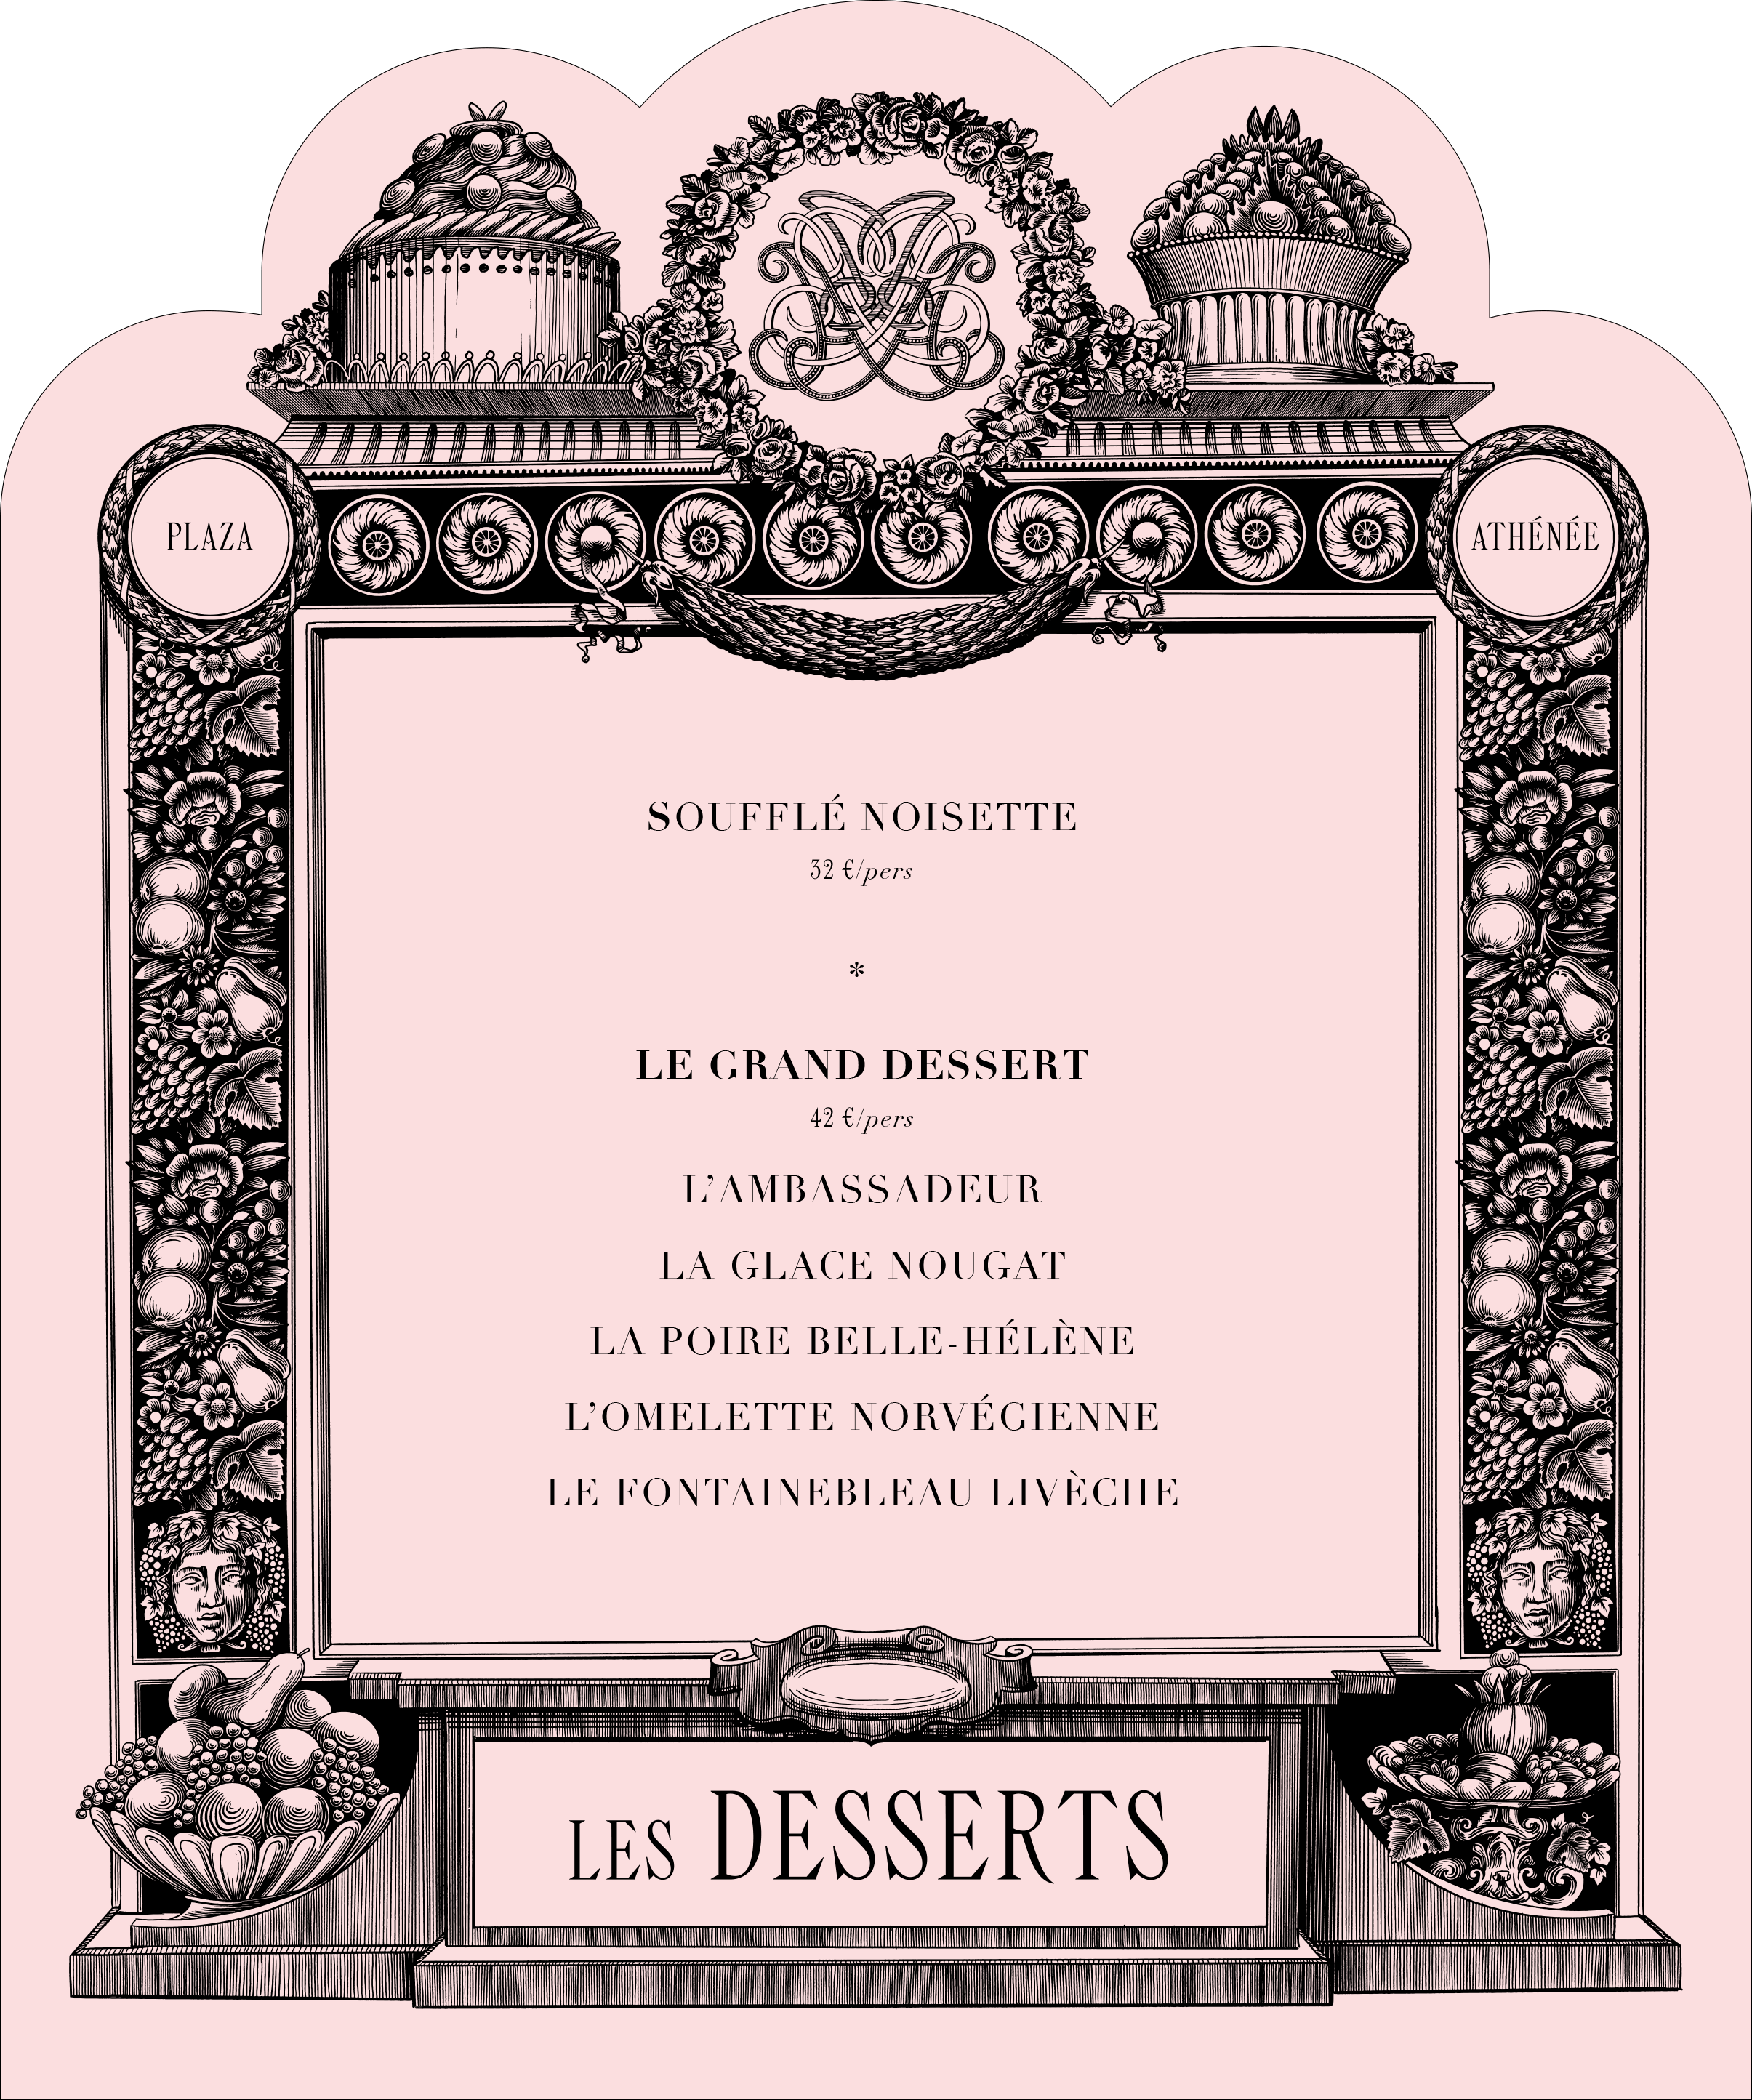 PLAZA
ATHÉNÉE
SOUFFLÉ NOISETTE
32 €/pers
*
LE GRAND DESSERT
42 €/pers
L’AMBASSADEUR
LA GLACE NOUGAT
LA POIRE BELLE-HÉLÈNE
L’OMELETTE NORVÉGIENNE
LE FONTAINEBLEAU LIVÈCHE
LES DESSERTS